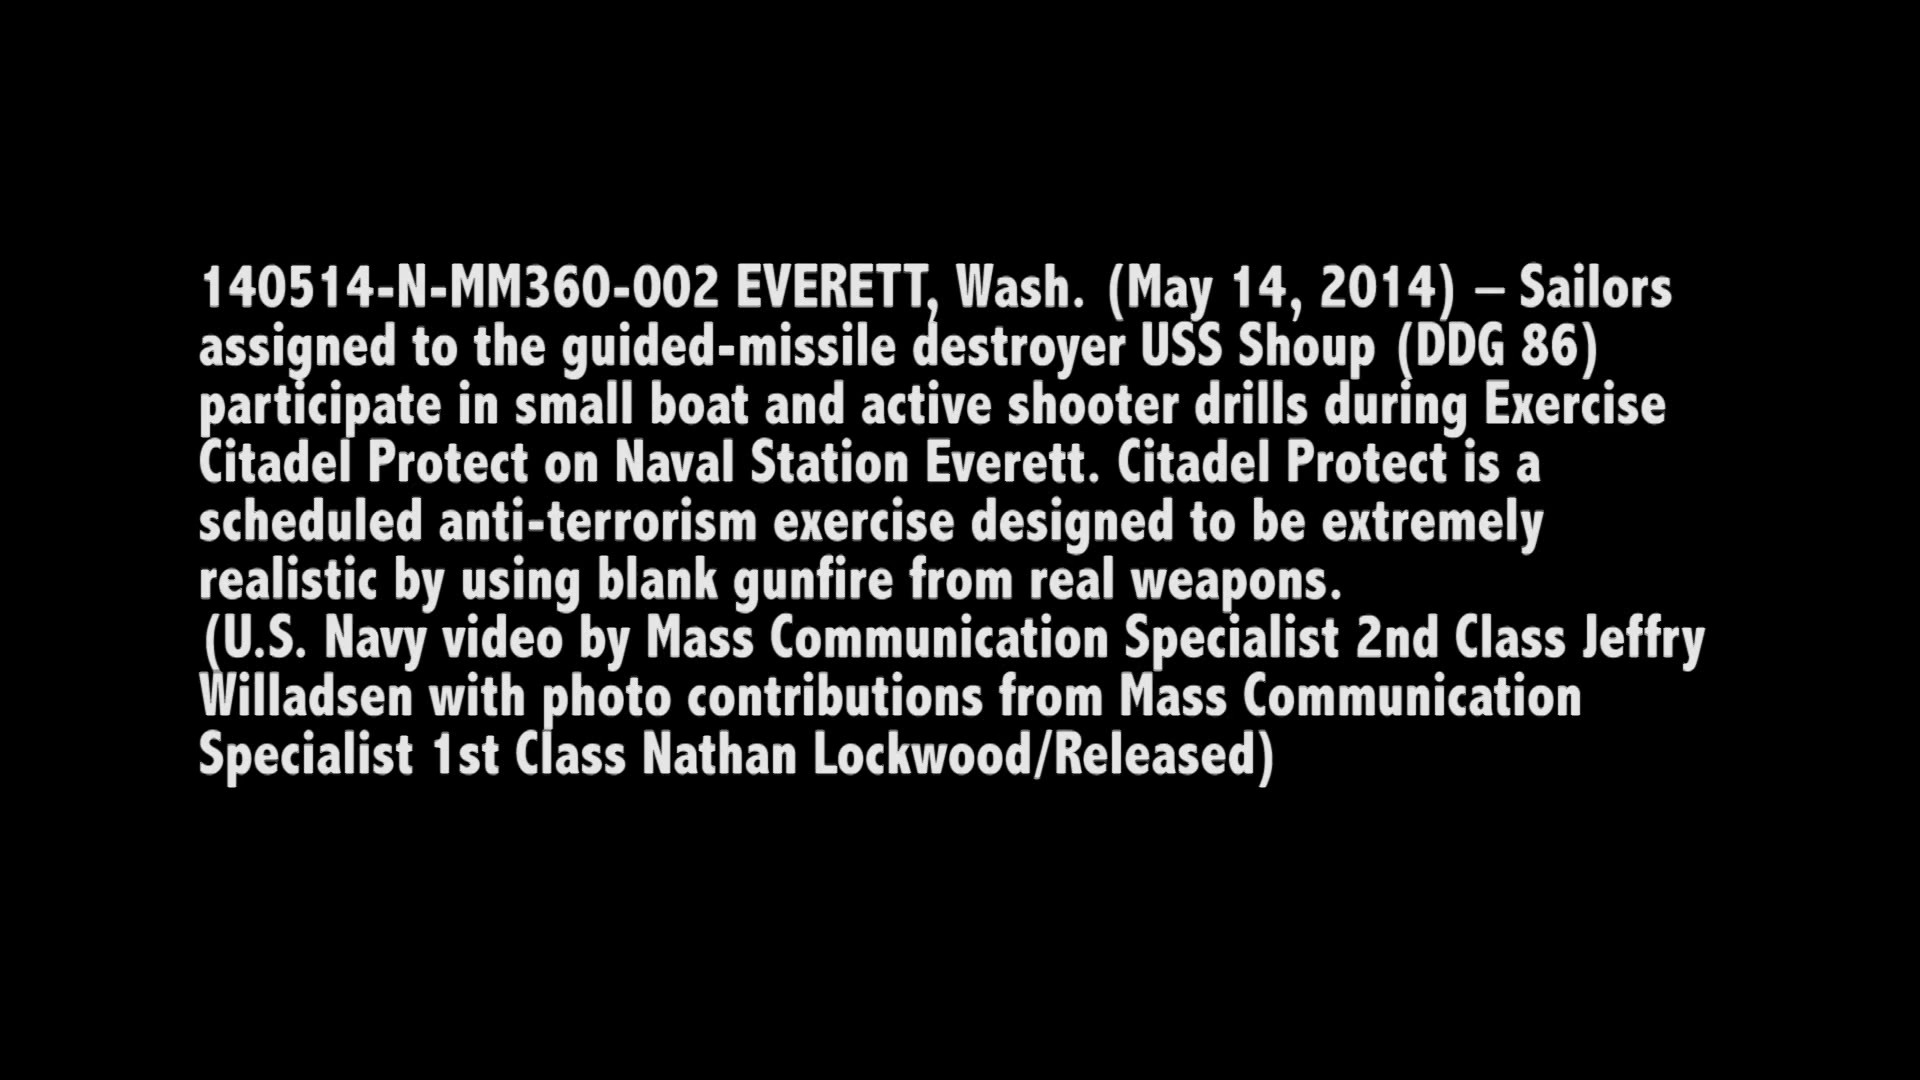 140514-N-MM360-002 EVERETT, Wash. (May 14, 2014) – Sailors
assigned to the guided-missile destroyer USS Shoup (DDG 86)
participate in small boat and active shooter drills during Exercise
Citadel Protect on Naval Station Everett. Citadel Protect is a
scheduled anti-terrorism exercise designed to be extremely
realistic by using blank gunfire from real weapons.
(U.S. Navy video by Mass Communication Specialist 2nd Class Jeffry
Willadsen with photo contributions from Mass Communication
Specialist 1st Class Nathan Lockwood/Released)